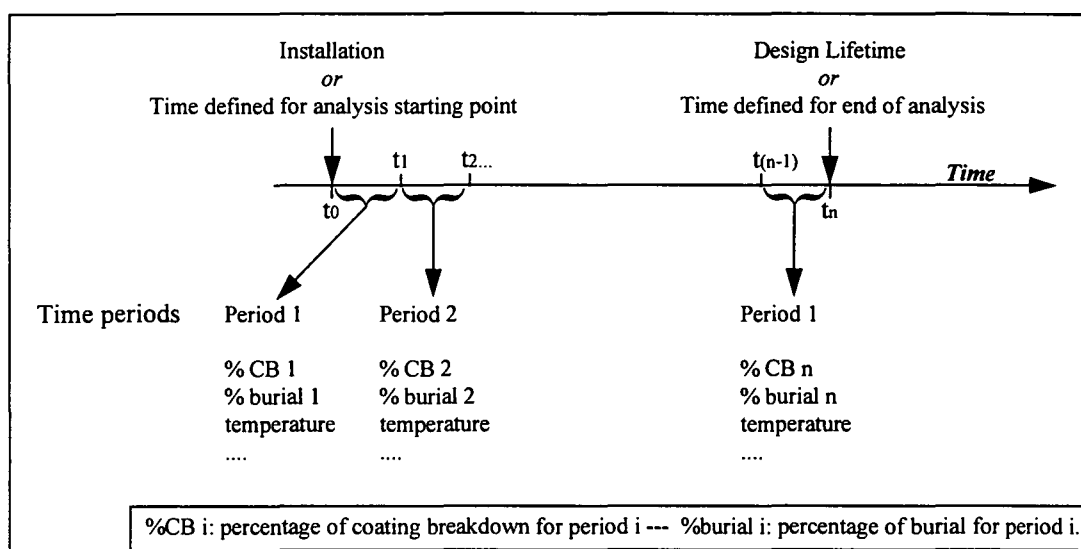 Installation
or
Time defined for analysis starting point
Design Lifetime
or
Time defined for end of analysis
t1
t2...
t(n-1)
Time
t0
tn
Time periods
Period 1
Period 2
Period 1
% CB 1
% burial 1
temperature
....
% CB 2
% burial 2
temperature
....
% CB n
% burial n
temperature
....
%CB i: percentage of coating breakdown for period i --- %burial i: percentage of burial for period i.